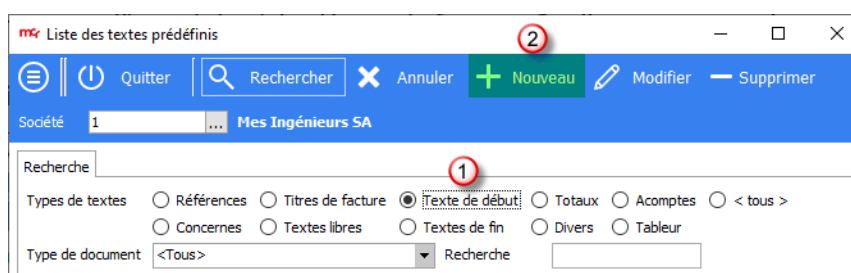 mcr Liste des textes prédéfinis
2
Quitter Rechercher Annuler Nouveau Modifier Supprimer
Société 1 ... Mes Ingénieurs SA
Recherche
1
Types de textes Références Titres de facture Texte de début Totaux Acomptes < tous >
Concernes Textes libres Textes de fin Divers Tableur
Type de document <Tous> Recherche